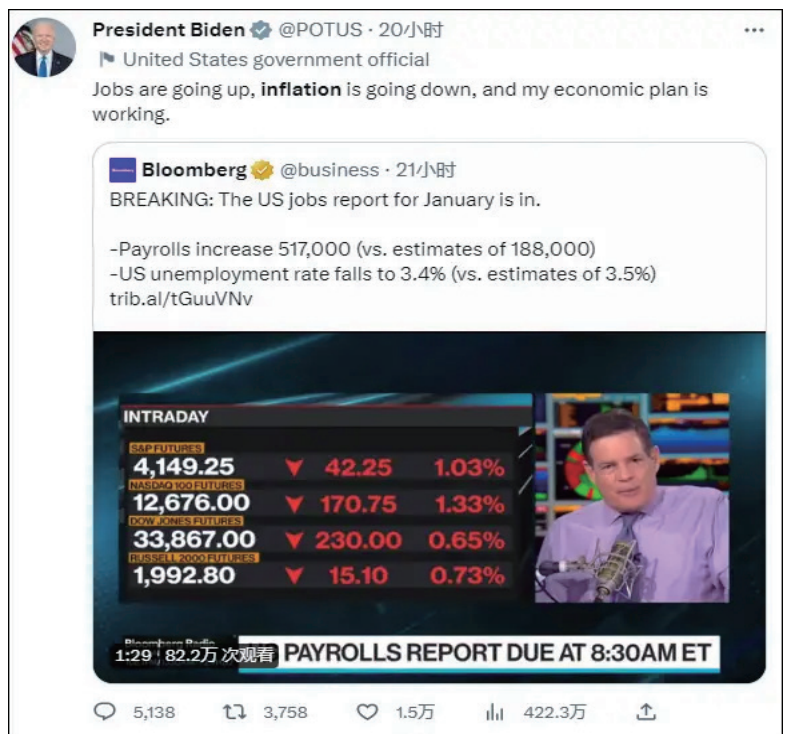 President Biden @POTUS · 20小时
United States government official
Jobs are going up, inflation is going down, and my economic plan is
working.
Bloomberg @business · 21小时
BREAKING: The US jobs report for January is in.
-Payrolls increase 517,000 (vs. estimates of 188,000)
-US unemployment rate falls to 3.4% (vs. estimates of 3.5%)
trib.al/tGuuVNv
INTRADAY
S&P FUTURES
4,149.25 42.25 1.03%
NASDAQ 100 FUTURES
12,676.00 170.75 1.33%
DOW JONES FUTURES
33,867.00 230.00 0.65%
RUSSELL 2000 FUTURES
1,992.80 15.10 0.73%
Bloomberg Radio
1:29 82.2万 次观看
PAYROLLS REPORT DUE AT 8:30AM ET
5,138 3,758 1.5万 422.3万